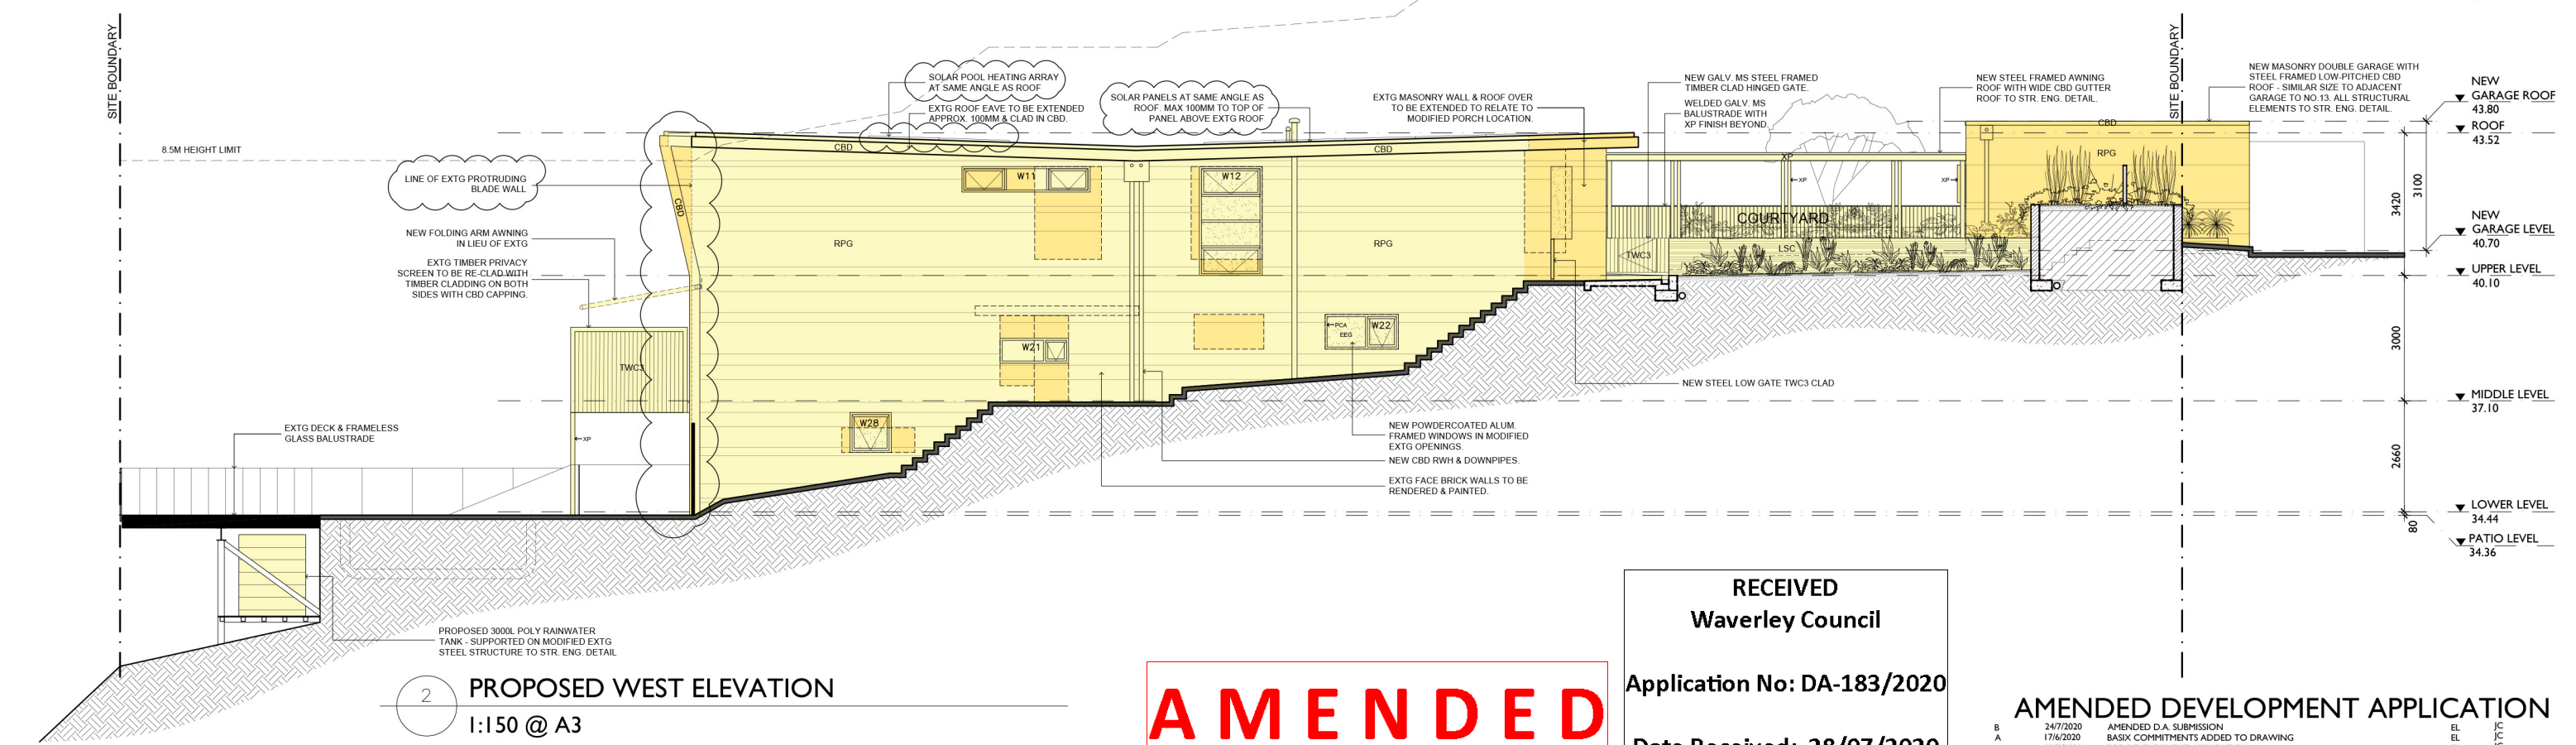 SITE BOUNDARY
8.5M HEIGHT LIMIT
SOLAR POOL HEATING ARRAY
AT SAME ANGLE AS ROOF
EXTG ROOF EAVE TO BE EXTENDED
APPROX. 100MM & CLAD IN CBD.
SOLAR PANELS AT SAME ANGLE AS
ROOF. MAX 100MM TO TOP OF
PANEL ABOVE EXTG ROOF
EXTG MASONRY WALL & ROOF OVER
TO BE EXTENDED TO RELATE TO
MODIFIED PORCH LOCATION.
NEW GALV. MS STEEL FRAMED
TIMBER CLAD HINGED GATE.
WELDED GALV. MS
BALUSTRADE WITH
XP FINISH BEYOND.
NEW STEEL FRAMED AWNING
ROOF WITH WIDE CBD GUTTER
ROOF TO STR. ENG. DETAIL.
SITE BOUNDARY
NEW MASONRY DOUBLE GARAGE WITH
STEEL FRAMED LOW-PITCHED CBD
ROOF - SIMILAR SIZE TO ADJACENT
GARAGE TO NO.13. ALL STRUCTURAL
ELEMENTS TO STR. ENG. DETAIL.
NEW
GARAGE ROOF
43.80
ROOF
43.52
3420
3100
NEW
GARAGE LEVEL
40.70
UPPER LEVEL
40.10
3000
MIDDLE LEVEL
37.10
2660
LOWER LEVEL
34.44
80
PATIO LEVEL
34.36
LINE OF EXTG PROTRUDING
BLADE WALL
NEW FOLDING ARM AWNING
IN LIEU OF EXTG
EXTG TIMBER PRIVACY
SCREEN TO BE RE-CLAD WITH
TIMBER CLADDING ON BOTH
SIDES WITH CBD CAPPING.
CBD
CBD
CBD
CBD
W11
W12
RPG
RPG
RPG
XP
XP
XP
COURTYARD
LSC
TWC3
TWC3
W21
PCA
EEG
W22
W28
XP
NEW STEEL LOW GATE TWC3 CLAD
EXTG DECK & FRAMELESS
GLASS BALUSTRADE
NEW POWDERCOATED ALUM.
FRAMED WINDOWS IN MODIFIED
EXTG OPENINGS.
NEW CBD RWH & DOWNPIPES.
EXTG FACE BRICK WALLS TO BE
RENDERED & PAINTED.
PROPOSED 3000L POLY RAINWATER
TANK - SUPPORTED ON MODIFIED EXTG
STEEL STRUCTURE TO STR. ENG. DETAIL
2
PROPOSED WEST ELEVATION
1:150 @ A3
AMENDED
RECEIVED
Waverley Council
Application No: DA-183/2020
Date Received: 28/07/2020
AMENDED DEVELOPMENT APPLICATION
B 24/7/2020 AMENDED D.A. SUBMISSION EL JC
A 17/6/2020 BASIX COMMITMENTS ADDED TO DRAWING EL JC